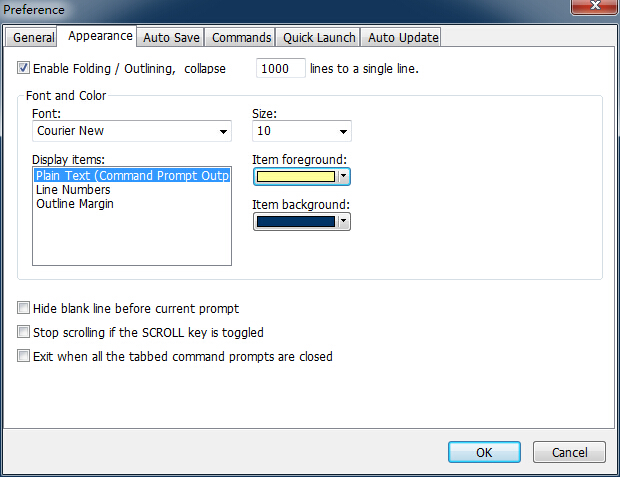 Preference
General Appearance Auto Save Commands Quick Launch Auto Update
Enable Folding / Outlining, collapse 1000 lines to a single line.
Font and Color
Font: Size:
Courier New 10
Display items: Item foreground:
Plain Text (Command Prompt Outp
Line Numbers
Outline Margin
Item background:
Hide blank line before current prompt
Stop scrolling if the SCROLL key is toggled
Exit when all the tabbed command prompts are closed
OK Cancel